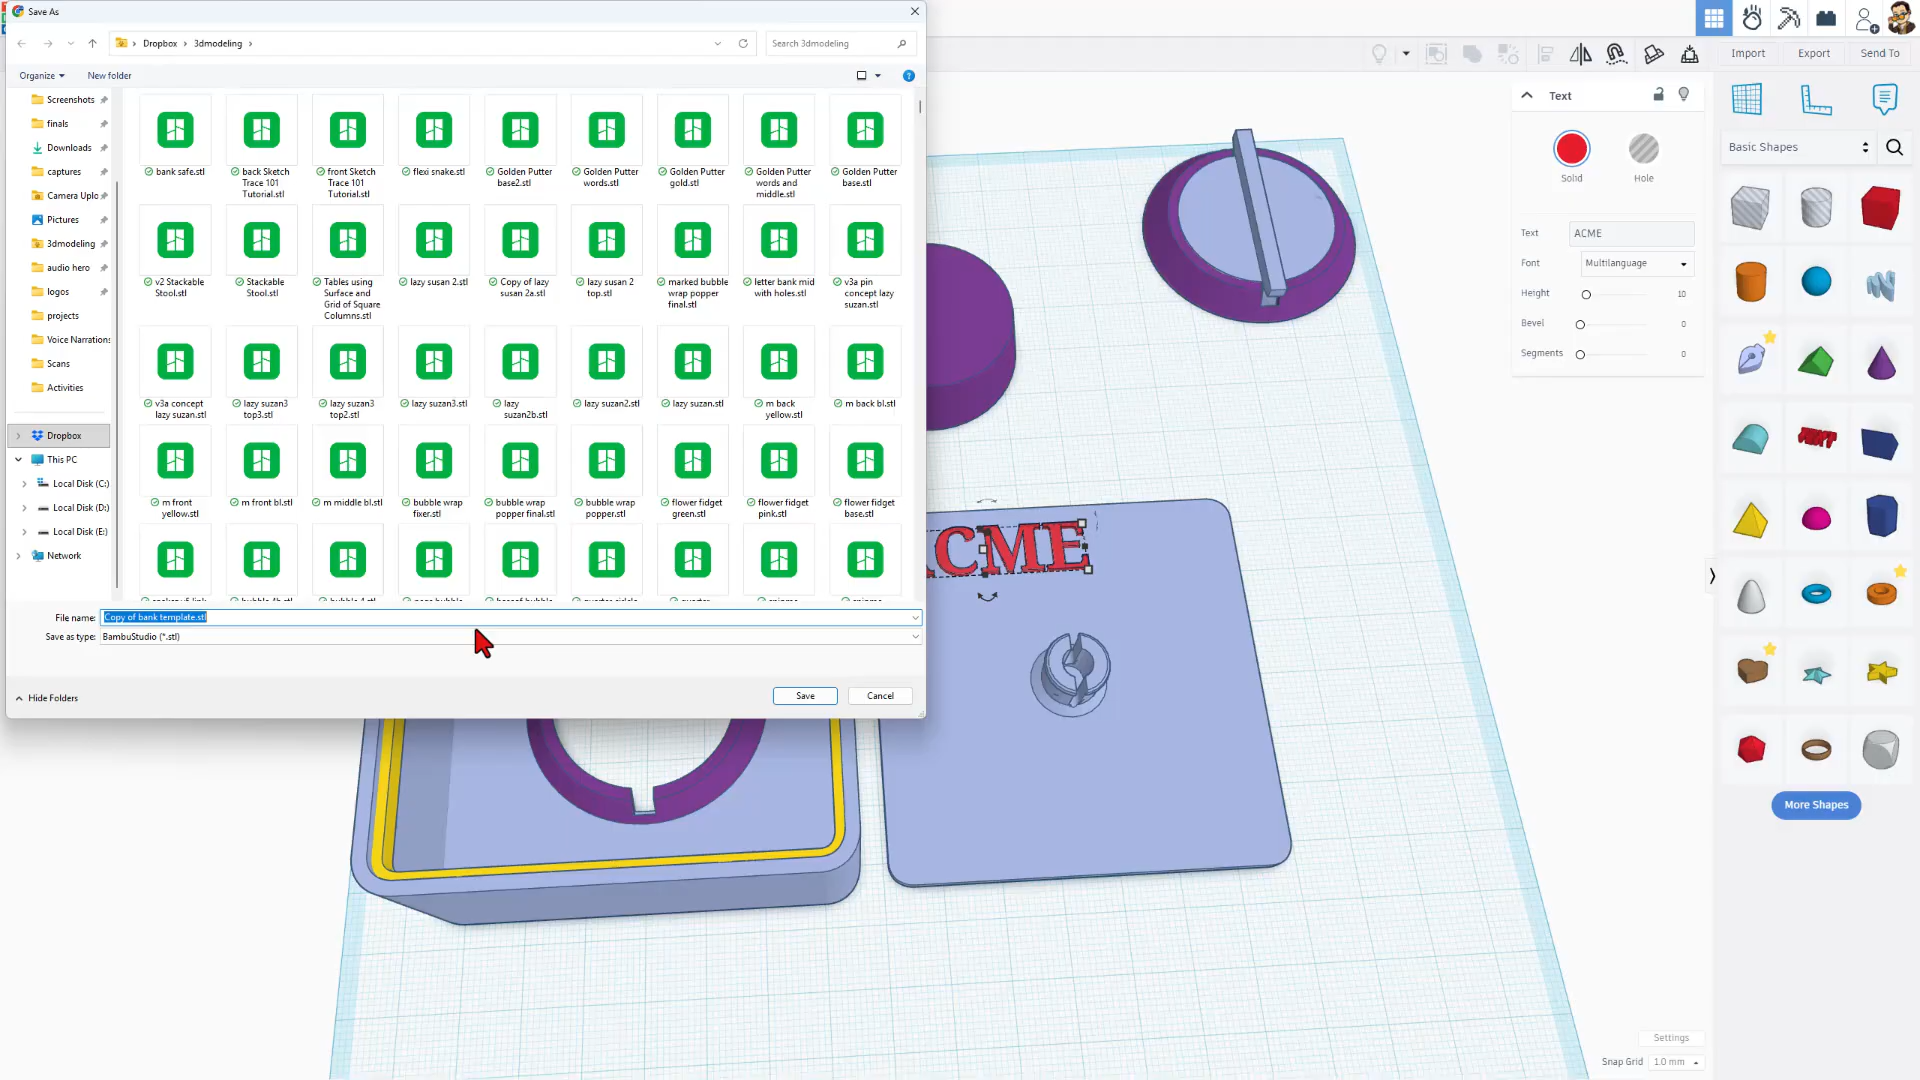 Save As
Dropbox
3dmodeling
Search 3dmodeling
Organize
New folder
Screenshots
finals
Downloads
captures
Camera Uplo
Pictures
3dmodeling
audio hero
logos
projects
Voice Narrations
Scans
Activities
Dropbox
This PC
Local Disk (C:)
Local Disk (D:)
Local Disk (E:)
Network
bank safe.stl
back Sketch
Trace 101
Tutorial.stl
front Sketch
Trace 101
Tutorial.stl
flexi snake.stl
Golden Putter
base2.stl
Golden Putter
words.stl
Golden Putter
gold.stl
Golden Putter
words and
middle.stl
Golden Putter
base.stl
v2 Stackable
Stool.stl
Stackable
Stool.stl
Tables using
Surface and
Grid of Square
Columns.stl
lazy susan 2.stl
Copy of lazy
susan 2a.stl
lazy susan 2
top.stl
marked bubble
wrap popper
final.stl
letter bank mid
with holes.stl
v3a pin
concept lazy
suzan.stl
v3a concept
lazy suzan.stl
lazy suzan3
top3.stl
lazy suzan3
top2.stl
lazy suzan3.stl
lazy
suzan2b.stl
lazy suzan2.stl
lazy suzan.stl
m back
yellow.stl
m back bl.stl
m front
yellow.stl
m front bl.stl
m middle bl.stl
bubble wrap
fixer.stl
bubble wrap
popper final.stl
bubble wrap
popper.stl
flower fidget
green.stl
flower fidget
pink.stl
flower fidget
base.stl
File name:
Copy of bank template.stl
Save as type:
BambuStudio (*.stl)
Hide Folders
Save
Cancel
Import
Export
Send To
Text
Solid
Hole
Text
ACME
Font
Multilanguage
Height
10
Bevel
0
Segments
0
Basic Shapes
TEXT
More Shapes
ACME
Settings
Snap Grid
1.0 mm